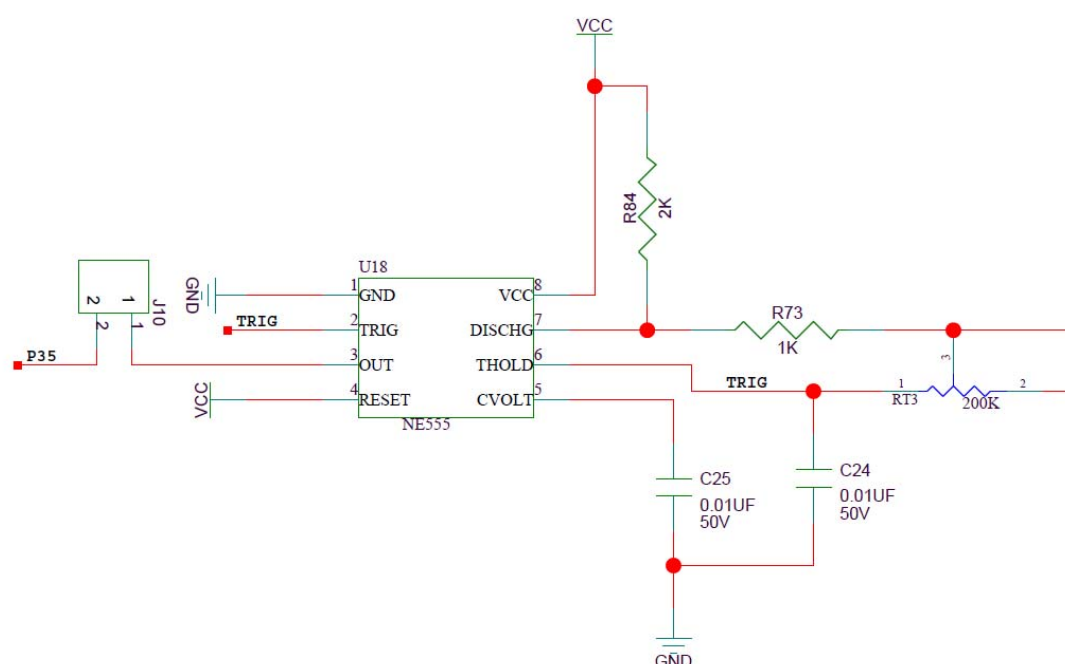 VCC
R84
2K
U18
J10
2
1
2
1
GND
1
GND
VCC
8
TRIG
2
TRIG
DISCHG
7
R73
1K
P35
3
OUT
THOLD
6
3
VCC
4
RESET
CVOLT
5
TRIG
1
2
RT3
200K
NE555
C25
0.01UF
50V
C24
0.01UF
50V
GND